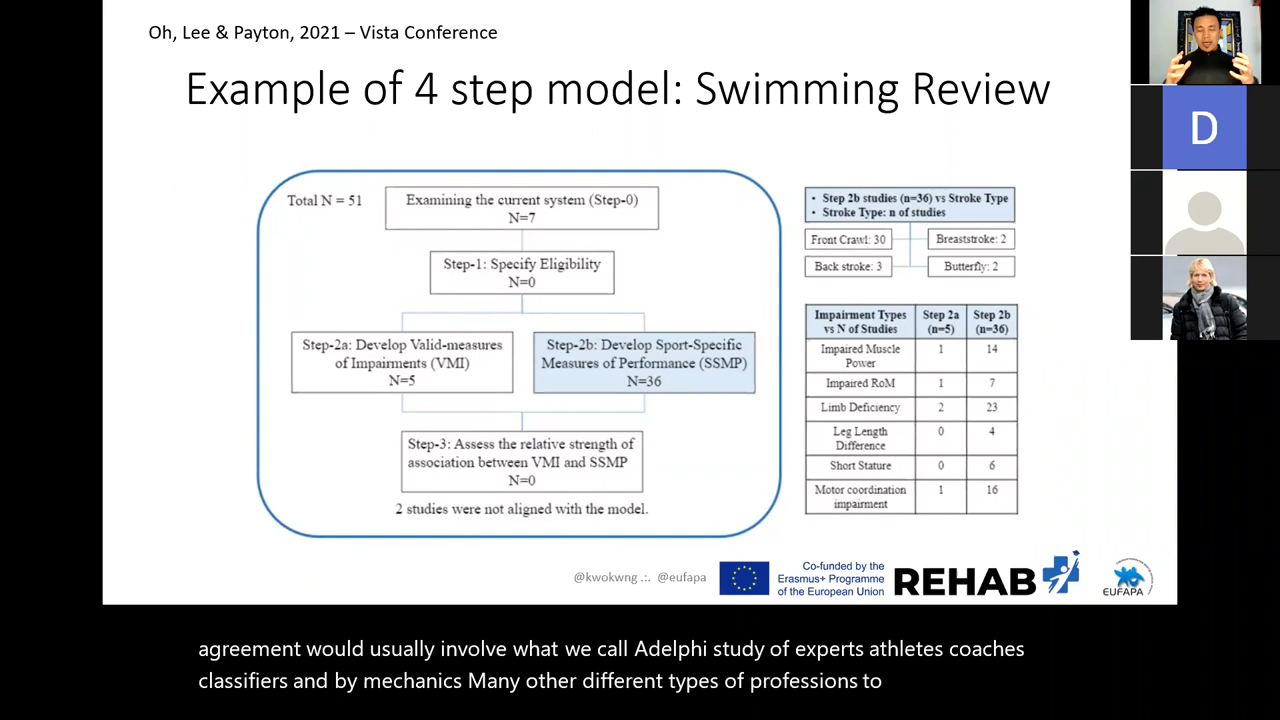 Oh, Lee & Payton, 2021 – Vista Conference
Example of 4 step model: Swimming Review
Total N = 51
Examining the current system (Step-0)
N=7
Step-1: Specify Eligibility
N=0
Step-2a: Develop Valid-measures
of Impairments (VMI)
N=5
Step-2b: Develop Sport-Specific
Measures of Performance (SSMP)
N=36
Step-3: Assess the relative strength of
association between VMI and SSMP
N=0
2 studies were not aligned with the model.
• Step 2b studies (n=36) vs Stroke Type
• Stroke Type: n of studies
Front Crawl: 30
Breaststroke: 2
Back stroke: 3
Butterfly: 2
Impairment Types Step 2a Step 2b
vs N of Studies (n=5) (n=36)
Impaired Muscle 1 14
Power
Impaired RoM 1 7
Limb Deficiency 2 23
Leg Length 0 4
Difference
Short Stature 0 6
Motor coordination 1 16
impairment
@kwokwng .:. @eufapa
Co-funded by the
Erasmus+ Programme
of the European Union
REHAB
EUFAPA
D
agreement would usually involve what we call Adelphi study of experts athletes coaches
classifiers and by mechanics Many other different types of professions to